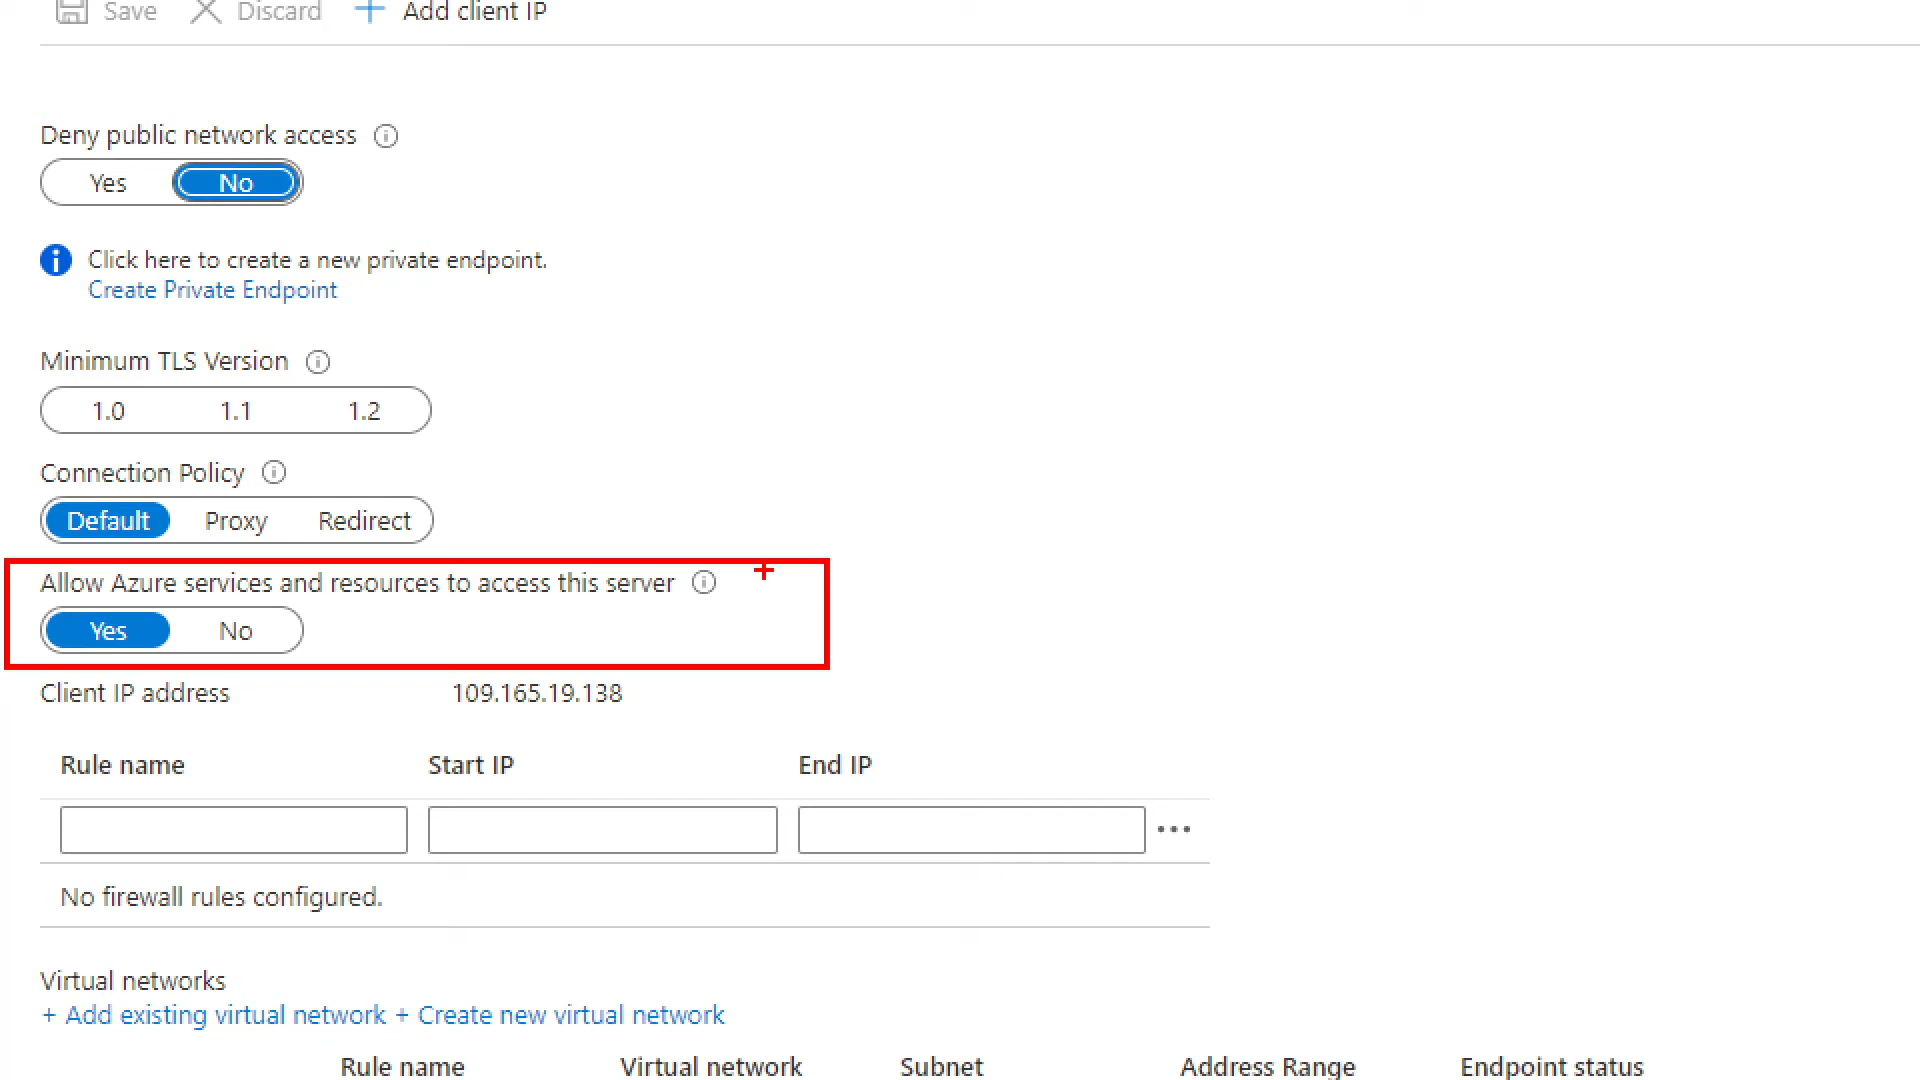 Save Discard + Add client IP
Deny public network access
Yes No
Click here to create a new private endpoint.
Create Private Endpoint
Minimum TLS Version
1.0 1.1 1.2
Connection Policy
Default Proxy Redirect
Allow Azure services and resources to access this server
Yes No
Client IP address 109.165.19.138
Rule name Start IP End IP
No firewall rules configured.
Virtual networks
+ Add existing virtual network + Create new virtual network
Rule name Virtual network Subnet Address Range Endpoint status